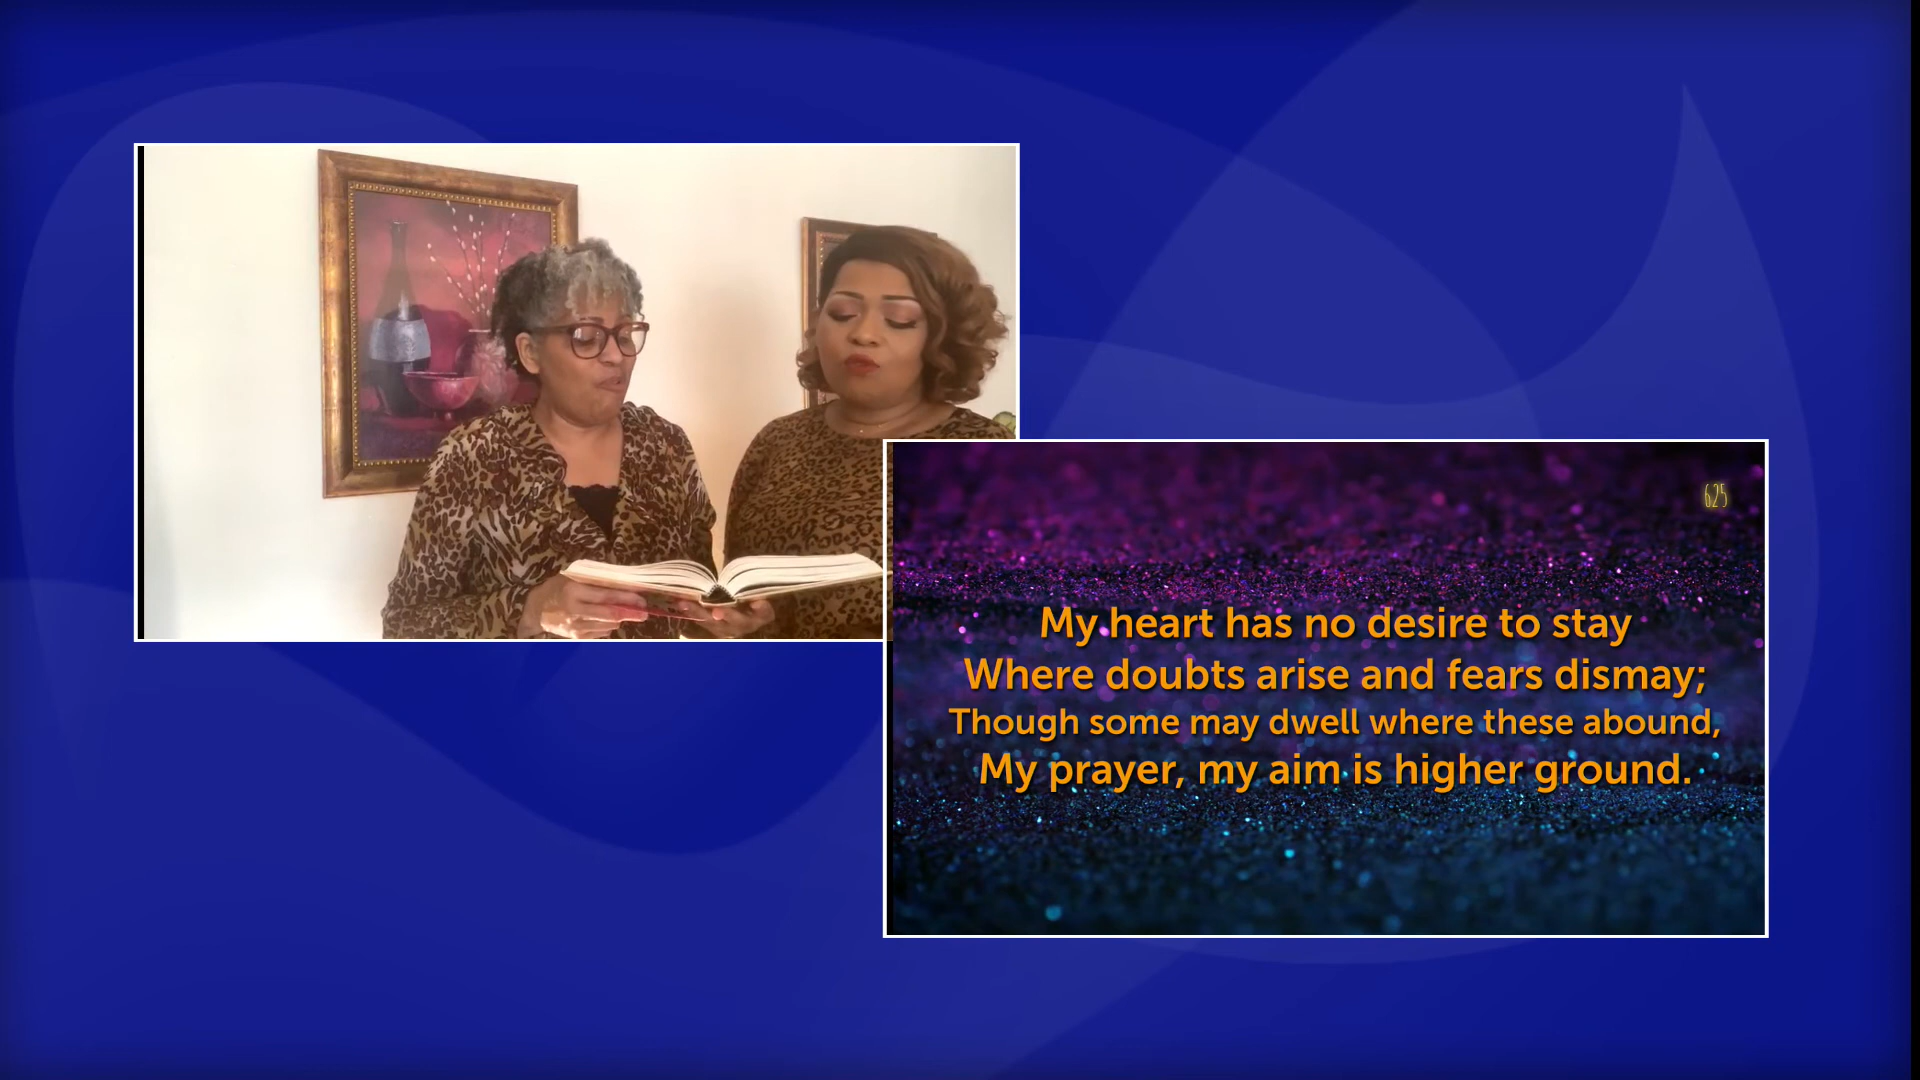 625
My heart has no desire to stay
Where doubts arise and fears dismay;
Though some may dwell where these abound,
My prayer, my aim is higher ground.